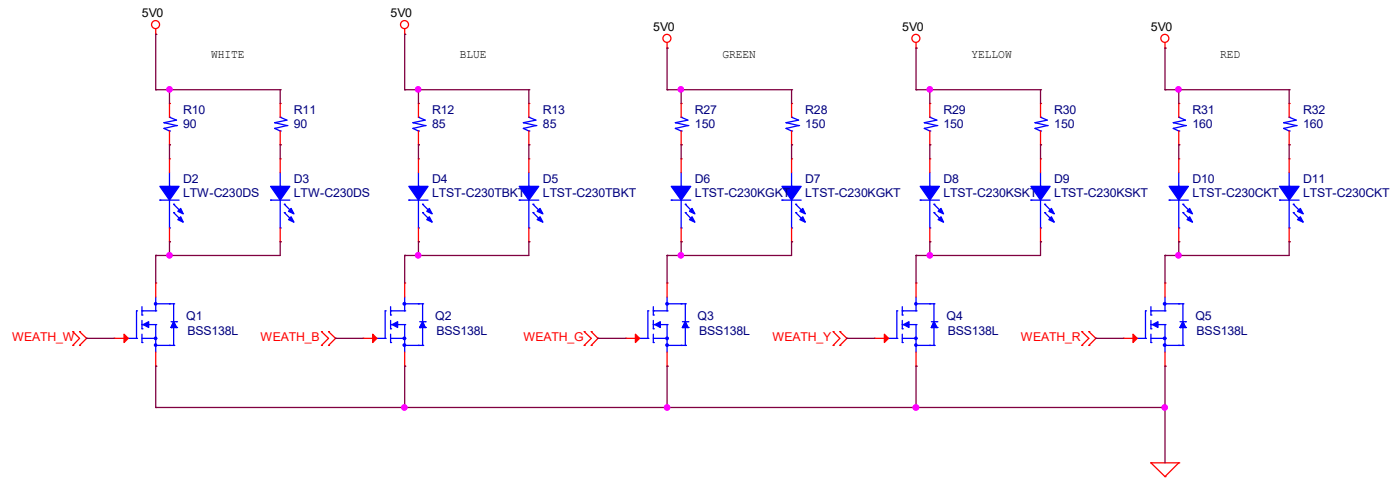 5V0
5V0
5V0
5V0
5V0
WHITE
BLUE
GREEN
YELLOW
RED
R10
90
R11
90
R12
85
R13
85
R27
150
R28
150
R29
150
R30
150
R31
160
R32
160
D2
LTW-C230DS
D3
LTW-C230DS
D4
LTST-C230TBKT
D5
LTST-C230TBKT
D6
LTST-C230KGKT
D7
LTST-C230KGKT
D8
LTST-C230KSKT
D9
LTST-C230KSKT
D10
LTST-C230CKT
D11
LTST-C230CKT
Q1
BSS138L
Q2
BSS138L
Q3
BSS138L
Q4
BSS138L
Q5
BSS138L
WEATH_W
WEATH_B
WEATH_G
WEATH_Y
WEATH_R